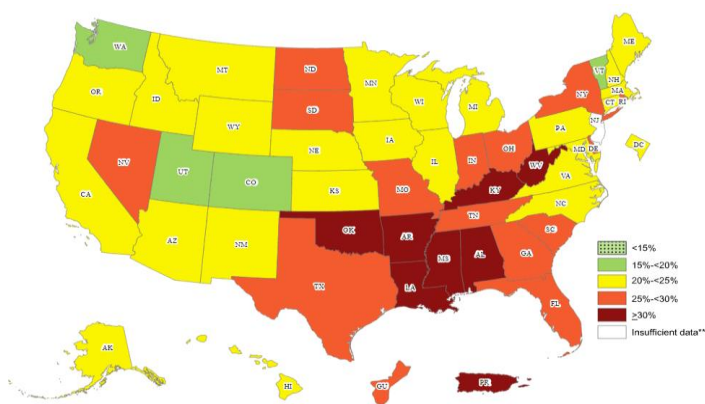 WA
MT
ND
MN
ME
VT
NH
OR
ID
SD
WI
MI
NY
MA
CT RI
WY
IA
PA
NJ
NE
NV
UT
CO
IL
IN
OH
MD DE
DC
WV
VA
CA
KS
MO
KY
NC
TN
AZ
NM
OK
AR
SC
MS
AL
GA
TX
LA
FL
<15%
15%-<20%
20%-<25%
25%-<30%
≥30%
Insufficient data**
AK
HI
GU
PR